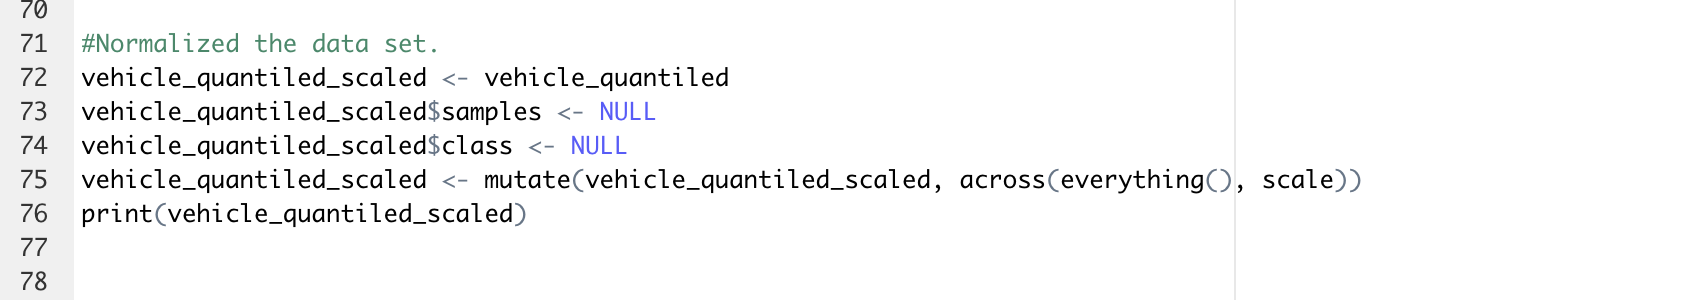 70
71 #Normalized the data set.
72 vehicle_quantiled_scaled <- vehicle_quantiled
73 vehicle_quantiled_scaled$samples <- NULL
74 vehicle_quantiled_scaled$class <- NULL
75 vehicle_quantiled_scaled <- mutate(vehicle_quantiled_scaled, across(everything(), scale))
76 print(vehicle_quantiled_scaled)
77
78